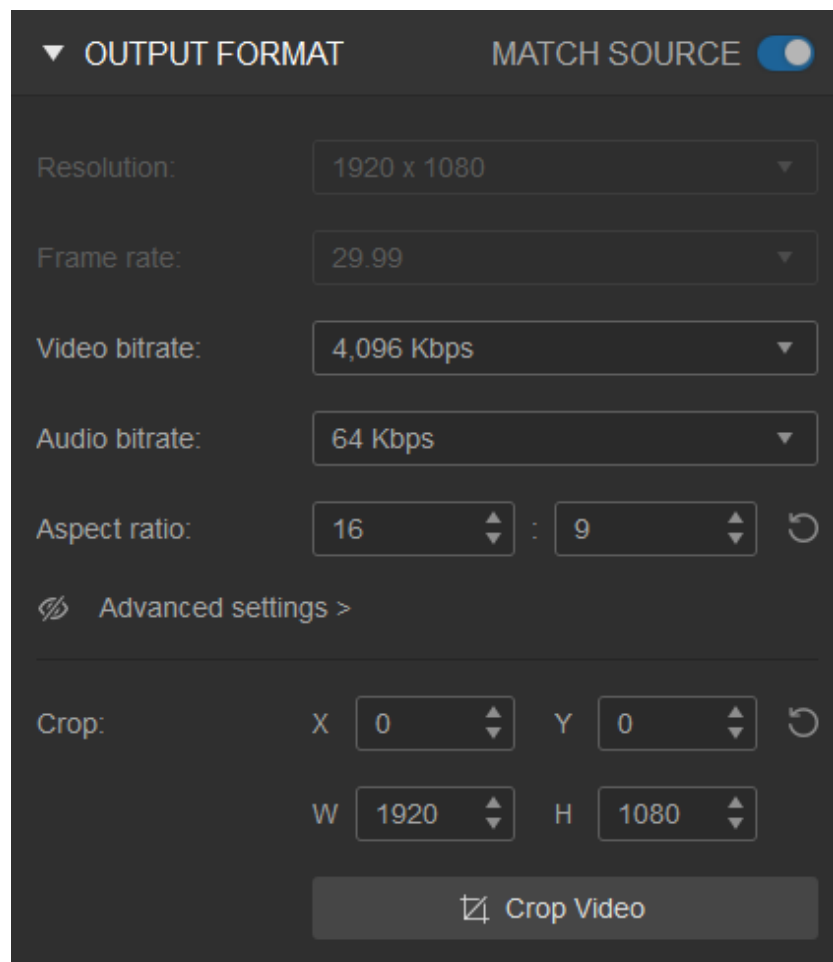 OUTPUT FORMAT MATCH SOURCE
Resolution: 1920 x 1080
Frame rate: 29.99
Video bitrate: 4,096 Kbps
Audio bitrate: 64 Kbps
Aspect ratio: 16 : 9
Advanced settings >
Crop: X 0 Y 0
W 1920 H 1080
Crop Video